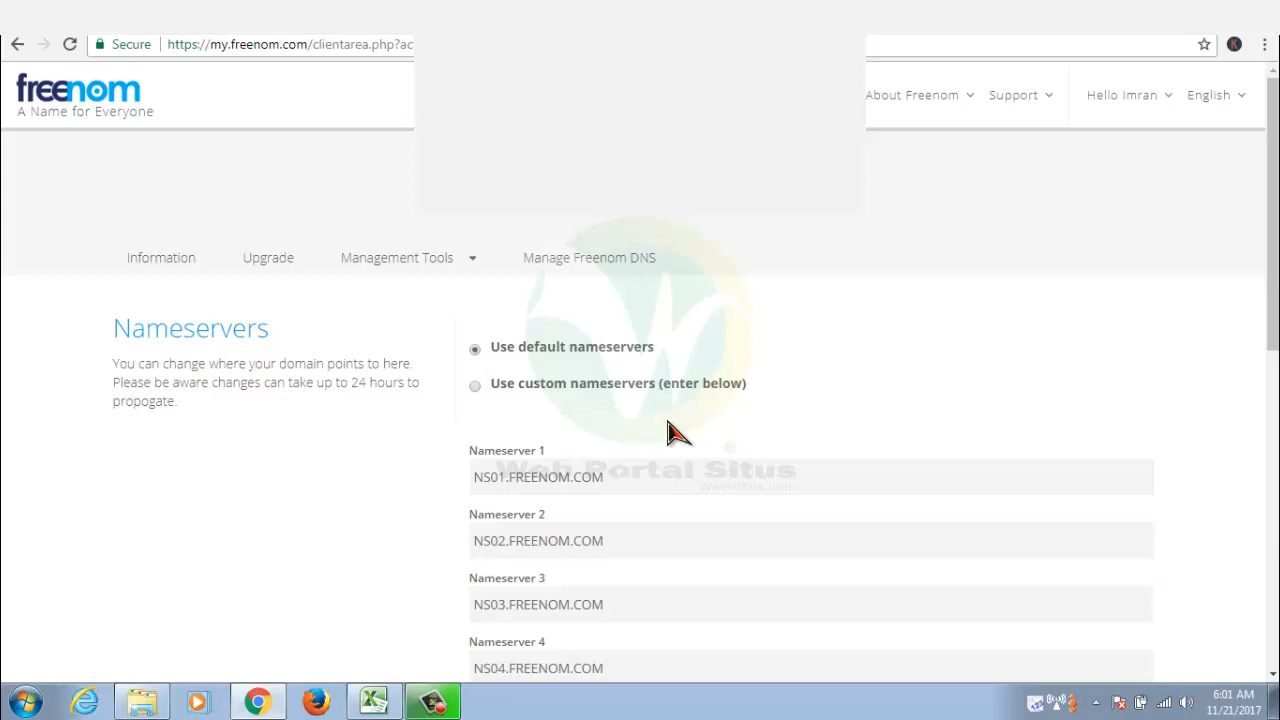 Secure
https://my.freenom.com/clientarea.php?ac
freenom
A Name for Everyone
About Freenom
Support
Hello Imran
English
Information
Upgrade
Management Tools
Manage Freenom DNS
Nameservers
You can change where your domain points to here.
Please be aware changes can take up to 24 hours to
propogate.
Use default nameservers
Use custom nameservers (enter below)
Nameserver 1
Web Portal Situs
NS01.FREENOM.COM
Nameserver 2
NS02.FREENOM.COM
Nameserver 3
NS03.FREENOM.COM
Nameserver 4
NS04.FREENOM.COM
6:01 AM
11/21/2017